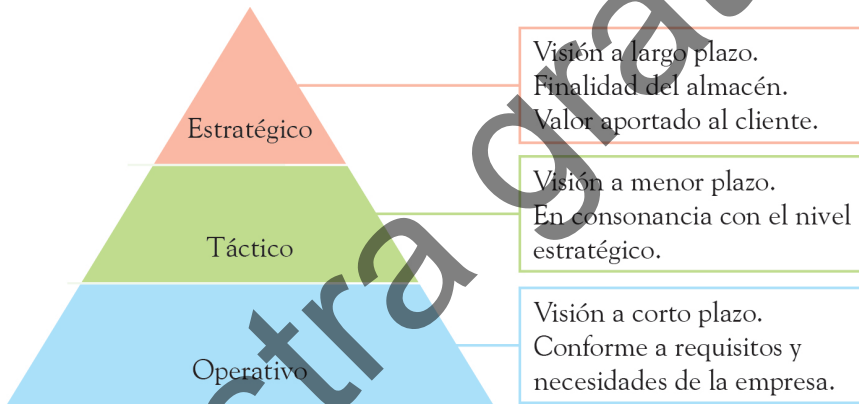 Estratégico
Visión a largo plazo.
Finalidad del almacén.
Valor aportado al cliente.
Táctico
Visión a menor plazo.
En consonancia con el nivel
estratégico.
Operativo
Visión a corto plazo.
Conforme a requisitos y
necesidades de la empresa.